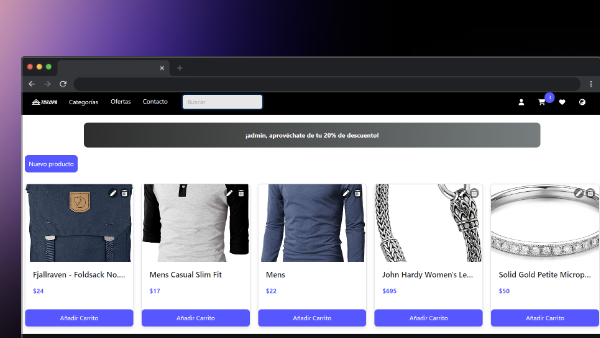 Categorías Ofertas Contacto Buscar
¡admin, aprovéchate de tu 20% de descuento!
Nuevo producto
Fjallraven - Foldsack No.... Mens Casual Slim Fit Mens John Hardy Women's Le... Solid Gold Petite Microp...
$24 $17 $22 $695 $50
Añadir Carrito Añadir Carrito Añadir Carrito Añadir Carrito Añadir Carrito